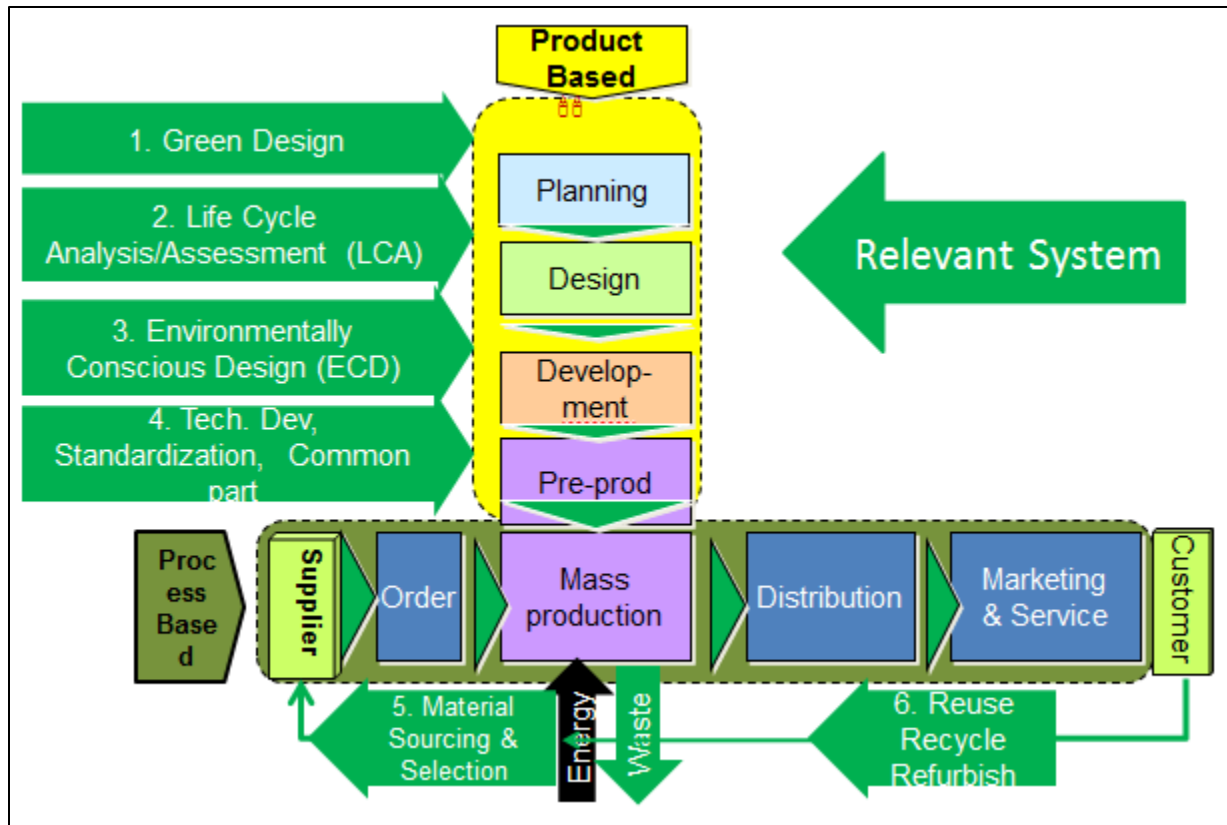 Product
Based
1. Green Design
2. Life Cycle
Analysis/Assessment (LCA)
3. Environmentally
Conscious Design (ECD)
4. Tech. Dev,
Standardization, Common
part
Planning
Design
Develop-
ment
Pre-prod
Relevant System
Proc
ess
Base
d
Supplier
Order
Mass
production
Distribution
Marketing
& Service
Customer
5. Material
Sourcing &
Selection
Energy
Waste
6. Reuse
Recycle
Refurbish